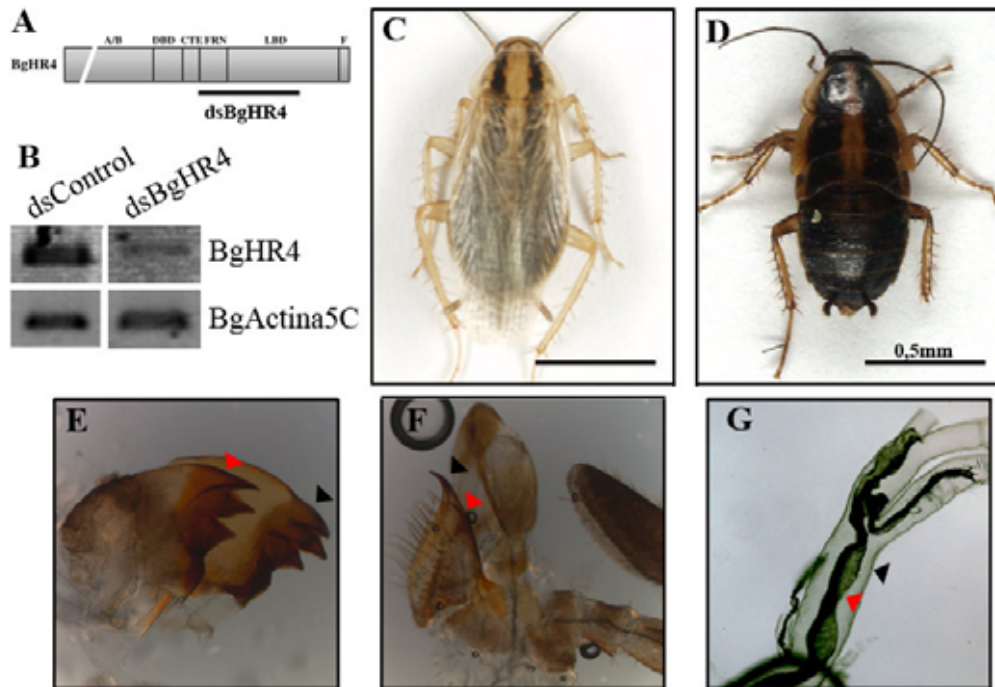 A
A/B DBD CTE FRN LBD F
BgHR4
dsBgHR4
B
dsControl dsBgHR4
BgHR4
BgActina5C
C
D
0,5mm
E
F
G